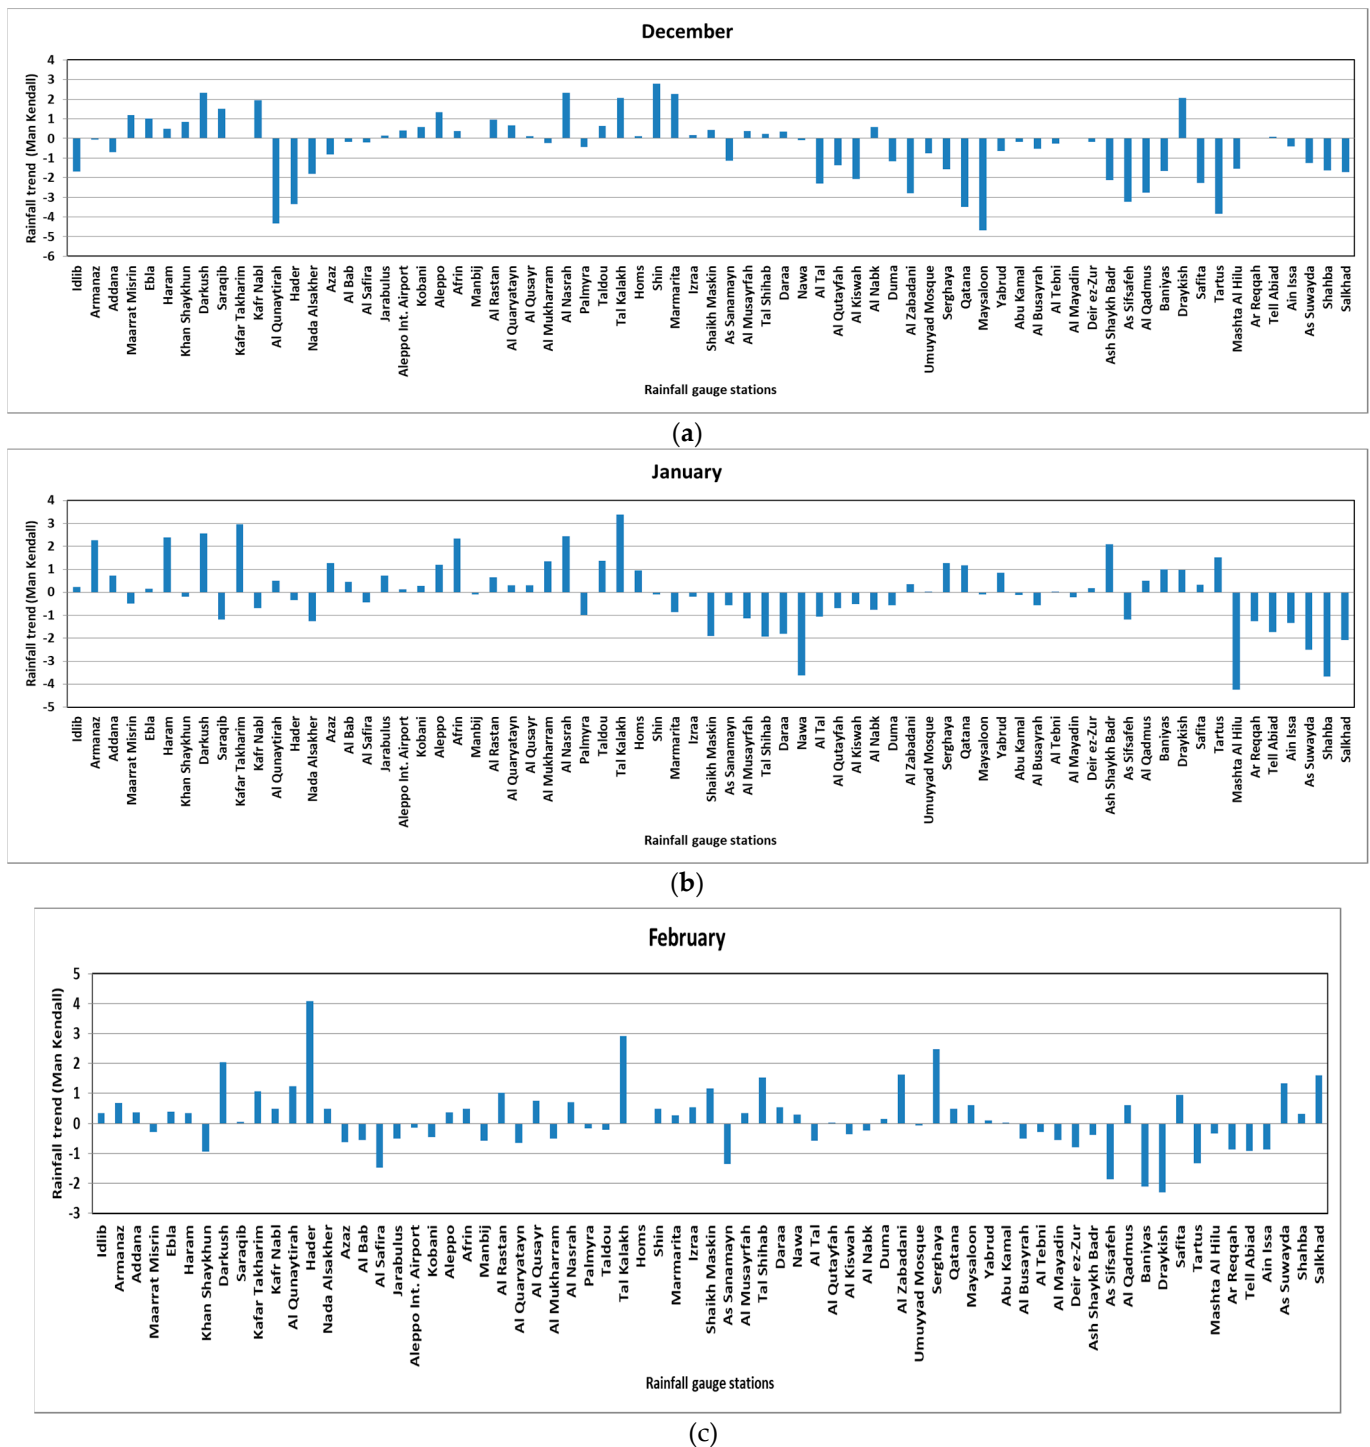 December
Rainfall trend (Man Kendall)
4
3
2
1
0
-1
-2
-3
-4
-5
-6
Idlib
Armanaz
Addana
Maarrat Misrin
Ebla
Haram
Khan Shaykhun
Darkush
Saraqib
Kafar Takharim
Kafr Nabl
Al Qunaytirah
Hader
Nada Alsakher
Azaz
Al Bab
Al Safira
Jarabulus
Aleppo Int. Airport
Kobani
Aleppo
Afrin
Manbij
Al Rastan
Al Quaryatayn
Al Qusayr
Al Mukharram
Al Nasrah
Palmyra
Taldou
Tal Kalakh
Homs
Shin
Marmarita
Izraa
Shaikh Maskin
As Sanamayn
Al Musayrfah
Tal Shihab
Daraa
Nawa
Al Tal
Al Qutayfah
Al Kiswah
Al Nabk
Duma
Al Zabadani
Umuyyad Mosque
Serghaya
Qatana
Maysaloon
Yabrud
Abu Kamal
Al Busayrah
Al Tebni
Al Mayadin
Deir ez-Zur
Ash Shaykh Badr
As Sifsafeh
Al Qadmus
Baniyas
Draykish
Safita
Tartus
Mashta Al Hilu
Ar Reqqah
Tell Abiad
Ain Issa
As Suwayda
Shahba
Salkhad
Rainfall gauge stations
(a)
January
Rainfall trend (Man Kendall)
4
3
2
1
0
-1
-2
-3
-4
-5
Idlib
Armanaz
Addana
Maarrat Misrin
Ebla
Haram
Khan Shaykhun
Darkush
Saraqib
Kafar Takharim
Kafr Nabl
Al Qunaytirah
Hader
Nada Alsakher
Azaz
Al Bab
Al Safira
Jarabulus
Aleppo Int. Airport
Kobani
Aleppo
Afrin
Manbij
Al Rastan
Al Quaryatayn
Al Qusayr
Al Mukharram
Al Nasrah
Palmyra
Taldou
Tal Kalakh
Homs
Shin
Marmarita
Izraa
Shaikh Maskin
As Sanamayn
Al Musayrfah
Tal Shihab
Daraa
Nawa
Al Tal
Al Qutayfah
Al Kiswah
Al Nabk
Duma
Al Zabadani
Umuyyad Mosque
Serghaya
Qatana
Maysaloon
Yabrud
Abu Kamal
Al Busayrah
Al Tebni
Al Mayadin
Deir ez-Zur
Ash Shaykh Badr
As Sifsafeh
Al Qadmus
Baniyas
Draykish
Safita
Tartus
Mashta Al Hilu
Ar Reqqah
Tell Abiad
Ain Issa
As Suwayda
Shahba
Salkhad
Rainfall gauge stations
(b)
February
Rainfall trend (Man Kendall)
5
4
3
2
1
0
-1
-2
-3
Idlib
Armanaz
Addana
Maarrat Misrin
Ebla
Haram
Khan Shaykhun
Darkush
Saraqib
Kafar Takharim
Kafr Nabl
Al Qunaytirah
Hader
Nada Alsakher
Azaz
Al Bab
Al Safira
Jarabulus
Aleppo Int. Airport
Kobani
Aleppo
Afrin
Manbij
Al Rastan
Al Quaryatayn
Al Qusayr
Al Mukharram
Al Nasrah
Palmyra
Taldou
Tal Kalakh
Homs
Shin
Marmarita
Izraa
Shaikh Maskin
As Sanamayn
Al Musayrfah
Tal Shihab
Daraa
Nawa
Al Tal
Al Qutayfah
Al Kiswah
Al Nabk
Duma
Al Zabadani
Umuyyad Mosque
Serghaya
Qatana
Maysaloon
Yabrud
Abu Kamal
Al Busayrah
Al Tebni
Al Mayadin
Deir ez-Zur
Ash Shaykh Badr
As Sifsafeh
Al Qadmus
Baniyas
Draykish
Safita
Tartus
Mashta Al Hilu
Ar Reqqah
Tell Abiad
Ain Issa
As Suwayda
Shahba
Salkhad
Rainfall gauge stations
(c)